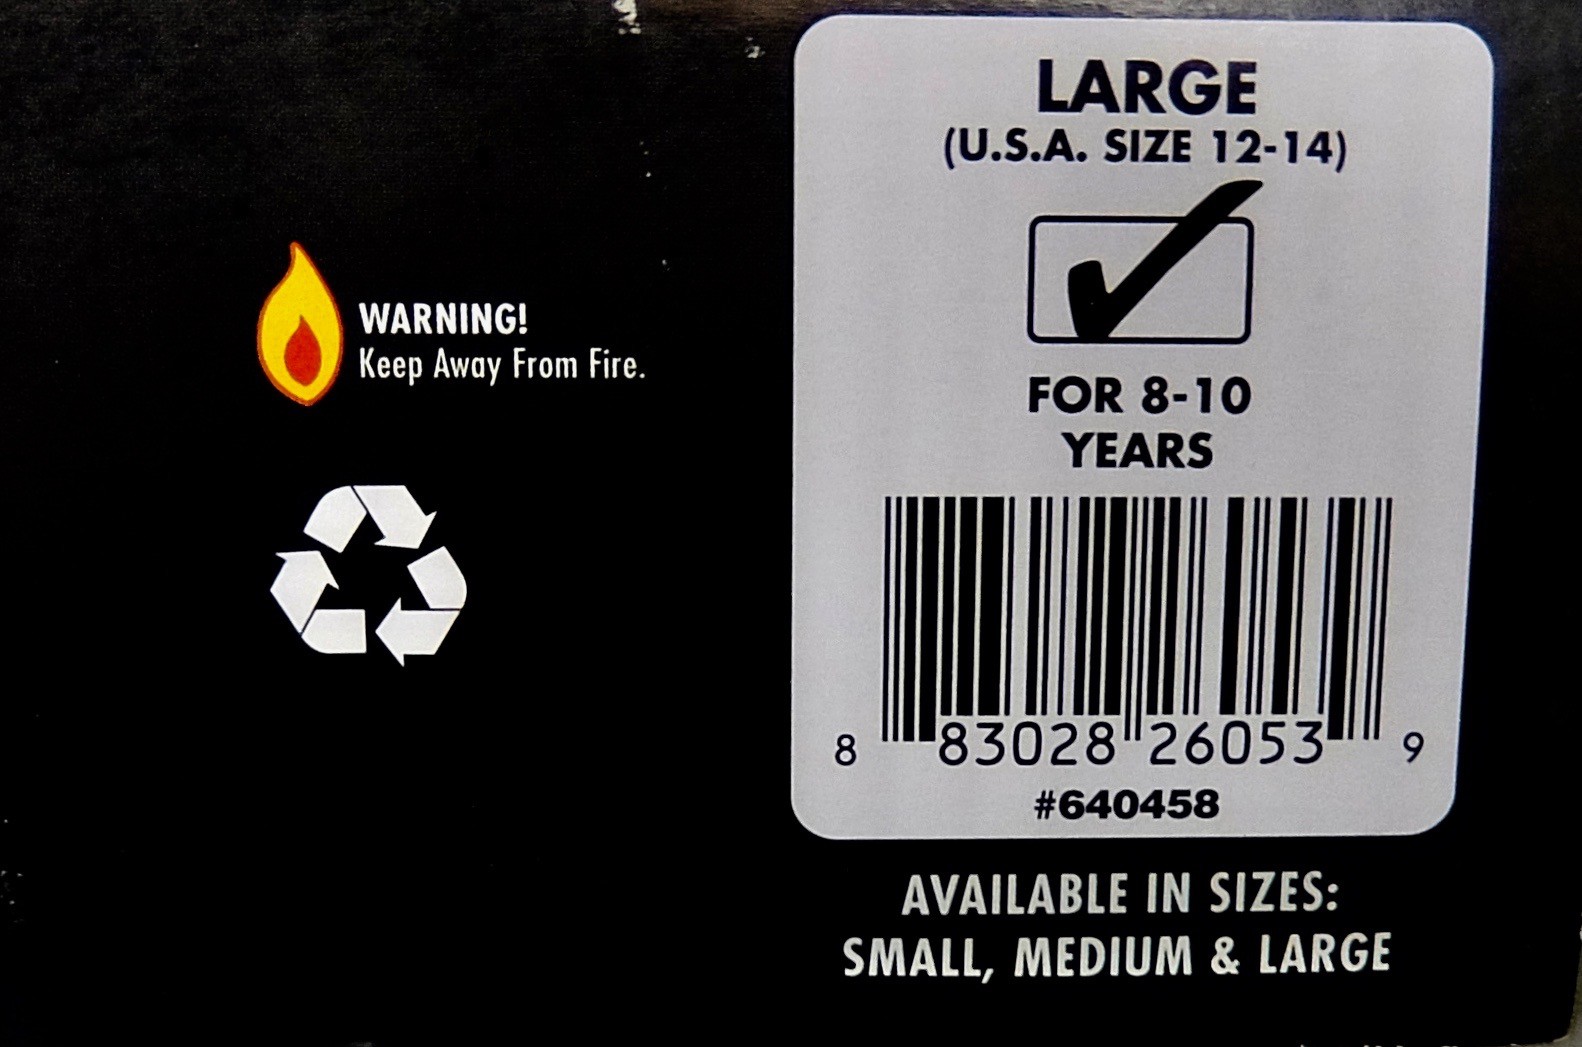 LARGE
(U.S.A. SIZE 12-14)
WARNING!
Keep Away From Fire.
FOR 8-10
YEARS
8 83028 26053 9
#640458
AVAILABLE IN SIZES:
SMALL, MEDIUM & LARGE